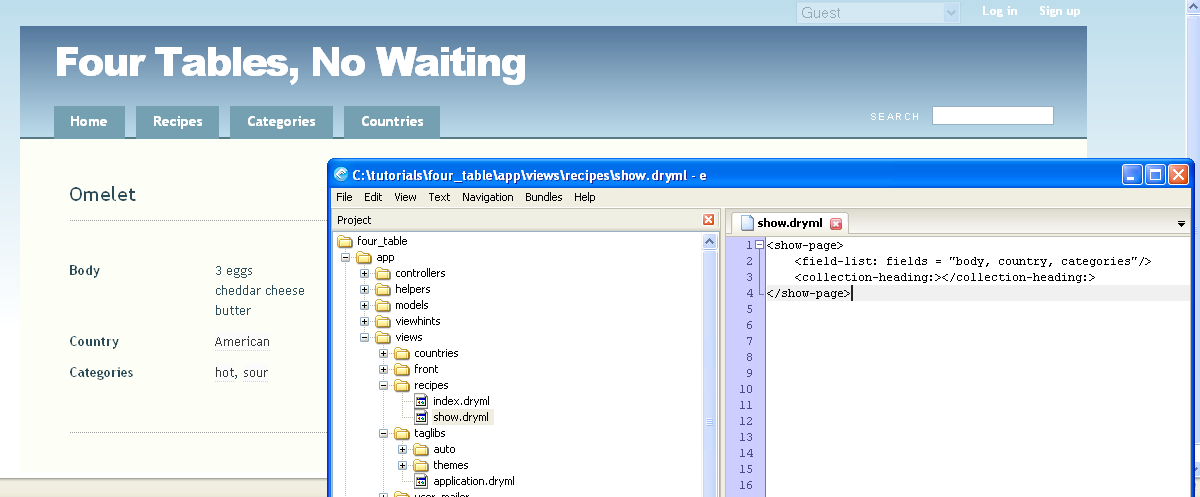 Guest Log in Sign up
Four Tables, No Waiting
Home Recipes Categories Countries SEARCH
Omelet
Body 3 eggs
cheddar cheese
butter
Country American
Categories hot, sour
C:\tutorials\four_table\app\views\recipes\show.dryml - e
File Edit View Text Navigation Bundles Help
Project
four_table
app
controllers
helpers
models
viewhints
views
countries
front
recipes
index.dryml
show.dryml
taglibs
auto
themes
application.dryml
user_mailer
show.dryml
1 <show-page>
2 <field-list: fields = "body, country, categories"/>
3 <collection-heading:></collection-heading:>
4 </show-page>
5
6
7
8
9
10
11
12
13
14
15
16